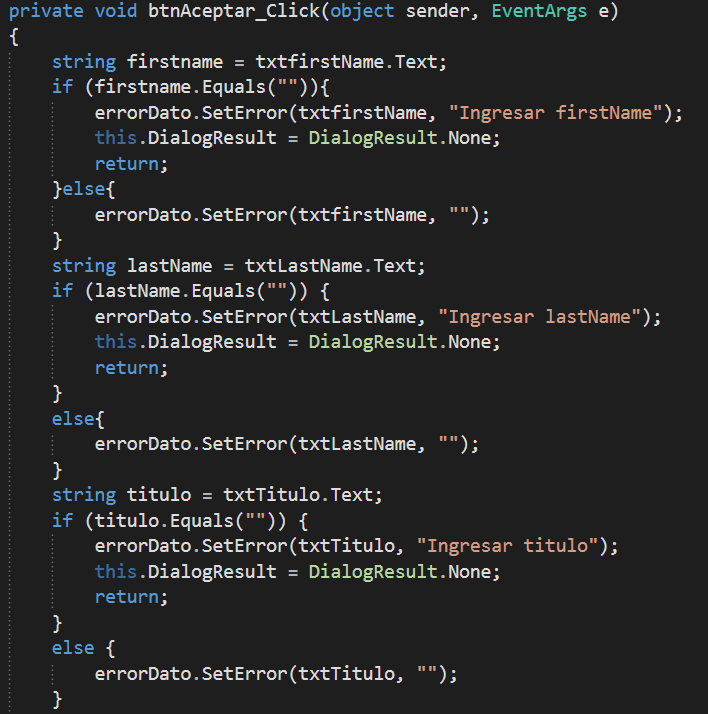 private void btnAceptar_Click(object sender, EventArgs e)
{
string firstname = txtfirstName.Text;
if (firstname.Equals("")){
errorDato.SetError(txtfirstName, "Ingresar firstName");
this.DialogResult = DialogResult.None;
return;
}else{
errorDato.SetError(txtfirstName, "");
}
string lastName = txtLastName.Text;
if (lastName.Equals("")) {
errorDato.SetError(txtLastName, "Ingresar lastName");
this.DialogResult = DialogResult.None;
return;
}
else{
errorDato.SetError(txtLastName, "");
}
string titulo = txtTitulo.Text;
if (titulo.Equals("")) {
errorDato.SetError(txtTitulo, "Ingresar titulo");
this.DialogResult = DialogResult.None;
return;
}
else {
errorDato.SetError(txtTitulo, "");
}